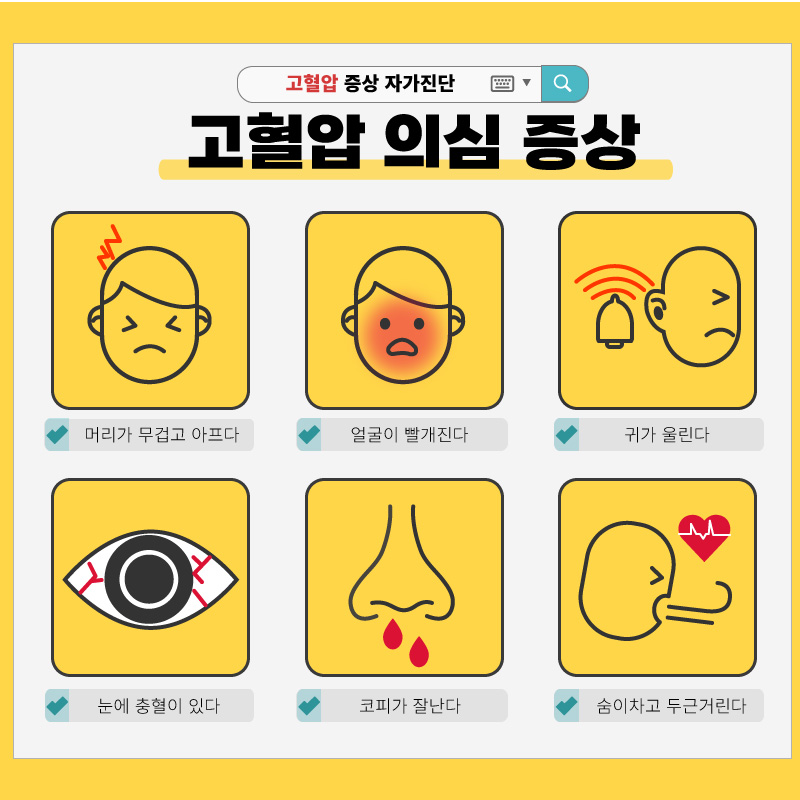 고혈압 증상 자가진단
고혈압 의심 증상
머리가 무겁고 아프다
얼굴이 빨개진다
귀가 울린다
눈에 충혈이 있다
코피가 잘난다
숨이차고 두근거린다